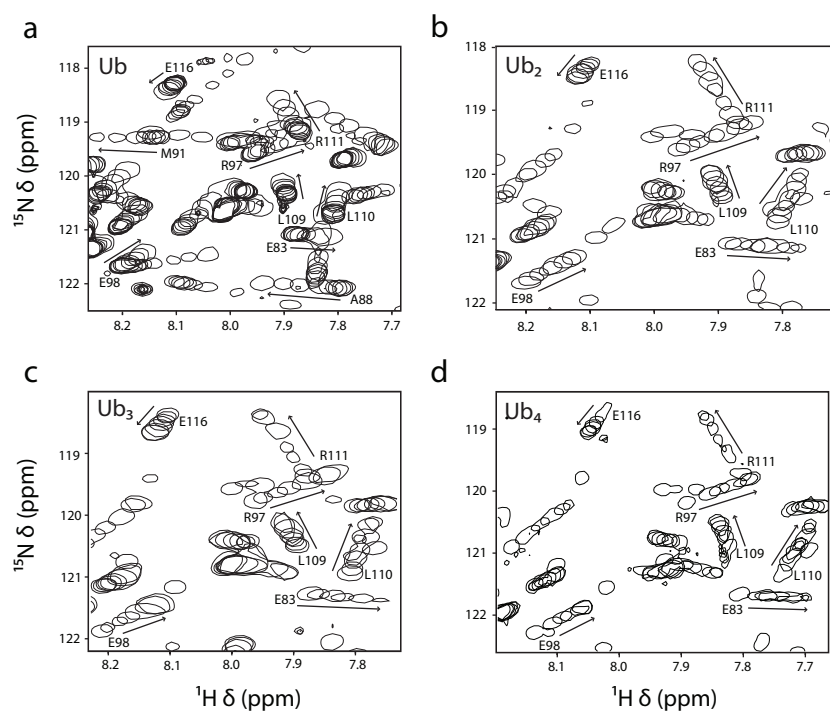 a
Ub
E116
M91
R111
R97
L109
L110
E83
E98
A88
118
119
120
121
122
8.2 8.1 8.0 7.9 7.8 7.7
¹⁵N δ (ppm)
b
Ub₂
E116
R111
R97
L109
L110
E83
E98
118
119
120
121
122
8.2 8.1 8.0 7.9 7.8
c
Ub₃
E116
R111
R97
L109
L110
E83
E98
119
120
121
122
8.2 8.1 8.0 7.9 7.8
¹⁵N δ (ppm)
¹H δ (ppm)
d
Ub₄
E116
R111
R97
L109
L110
E83
E98
119
120
121
122
8.1 8.0 7.9 7.8 7.7
¹H δ (ppm)